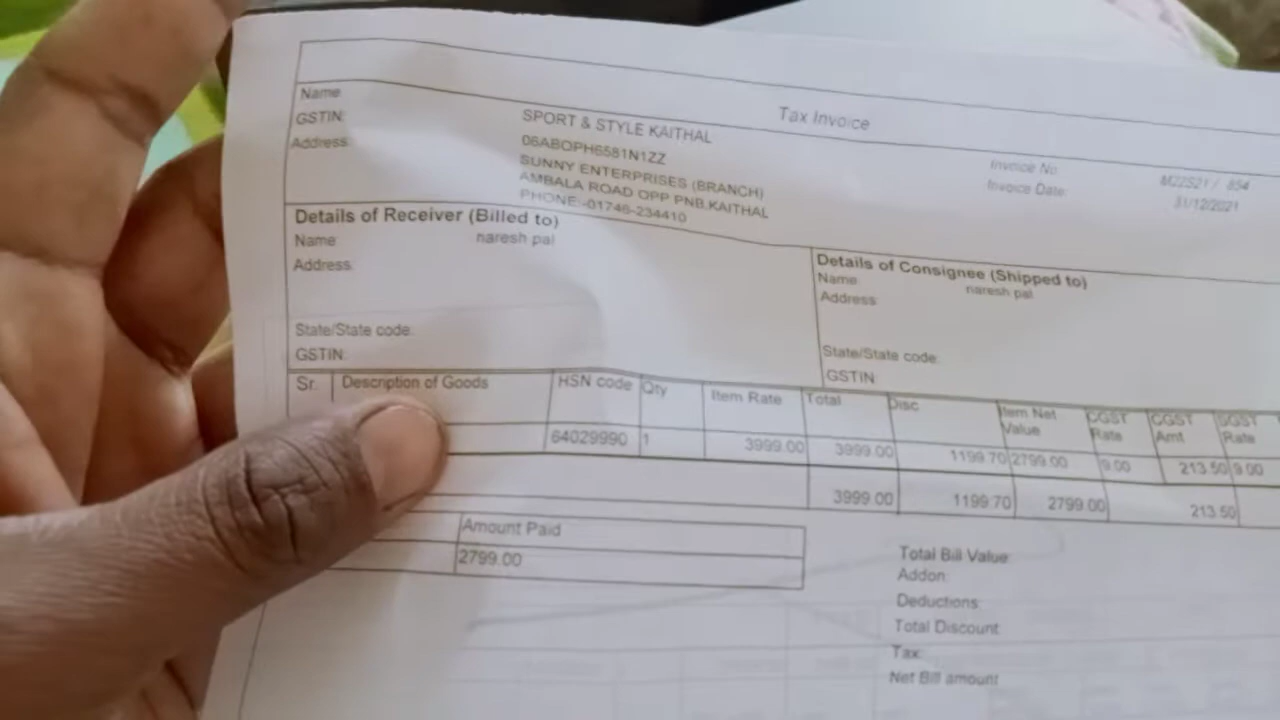 Tax Invoice
Name
SPORT & STYLE KAITHAL
GSTIN:
06ABOPH6581N1ZZ
Address:
SUNNY ENTERPRISES (BRANCH)
AMBALA ROAD OPP PNB.KAITHAL
PHONE:-01746-234410
Invoice No:
M22S21 / 854
Invoice Date:
31/12/2021
Details of Receiver (Billed to)
Name naresh pal
Address:
State/State code:
GSTIN:
Details of Consignee (Shipped to)
Name naresh pal
Address
State/State code:
GSTIN:
Sr. Description of Goods HSN code Qty Item Rate Total Disc Item Net Value CGST Rate CGST Amt SGST Rate
64029990 1 3999.00 3999.00 1199.70 2799.00 9.00 213.50 9.00
3999.00 1199.70 2799.00 213.50
Amount Paid
2799.00
Total Bill Value:
Addon:
Deductions:
Total Discount
Tax:
Net Bill amount